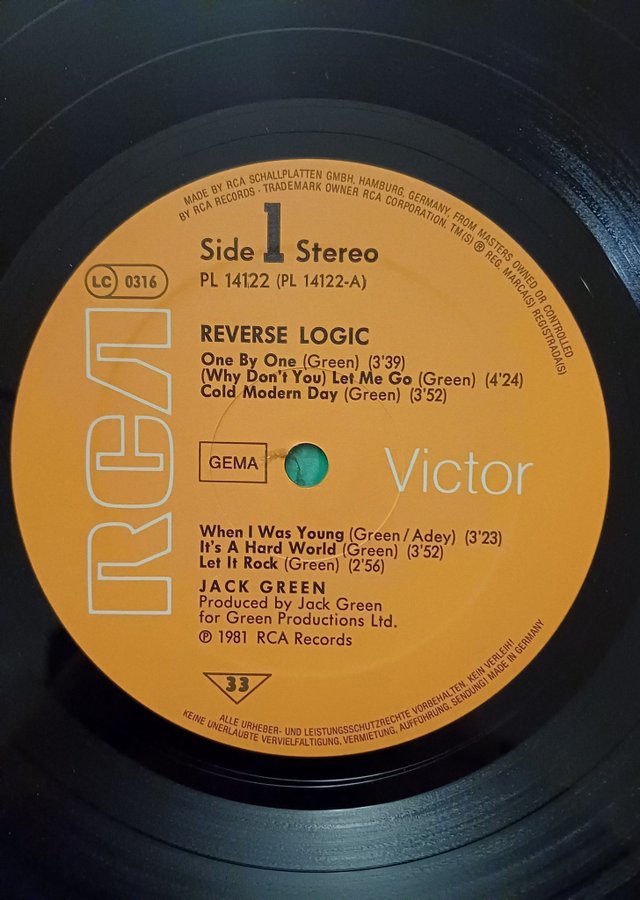 MADE BY RCA SCHALLPLATTEN GMBH, HAMBURG, GERMANY, FROM MASTERS OWNED OR CONTROLLED
BY RCA RECORDS · TRADEMARK OWNER RCA CORPORATION. TM(S) ® REG. MARCA(S) REGISTRADA(S)
Side 1 Stereo
LC 0316
PL 14122 (PL 14122-A)
RCA
REVERSE LOGIC
One By One (Green) (3'39)
(Why Don't You) Let Me Go (Green) (4'24)
Cold Modern Day (Green) (3'52)
GEMA
Victor
When I Was Young (Green/Adey) (3'23)
It's A Hard World (Green) (3'52)
Let It Rock (Green) (2'56)
JACK GREEN
Produced by Jack Green
for Green Productions Ltd.
℗ 1981 RCA Records
33
ALLE URHEBER- UND LEISTUNGSSCHUTZRECHTE VORBEHALTEN. KEIN VERLEIH!
KEINE UNERLAUBTE VERVIELFÄLTIGUNG, VERMIETUNG, AUFFÜHRUNG, SENDUNG! MADE IN GERMANY